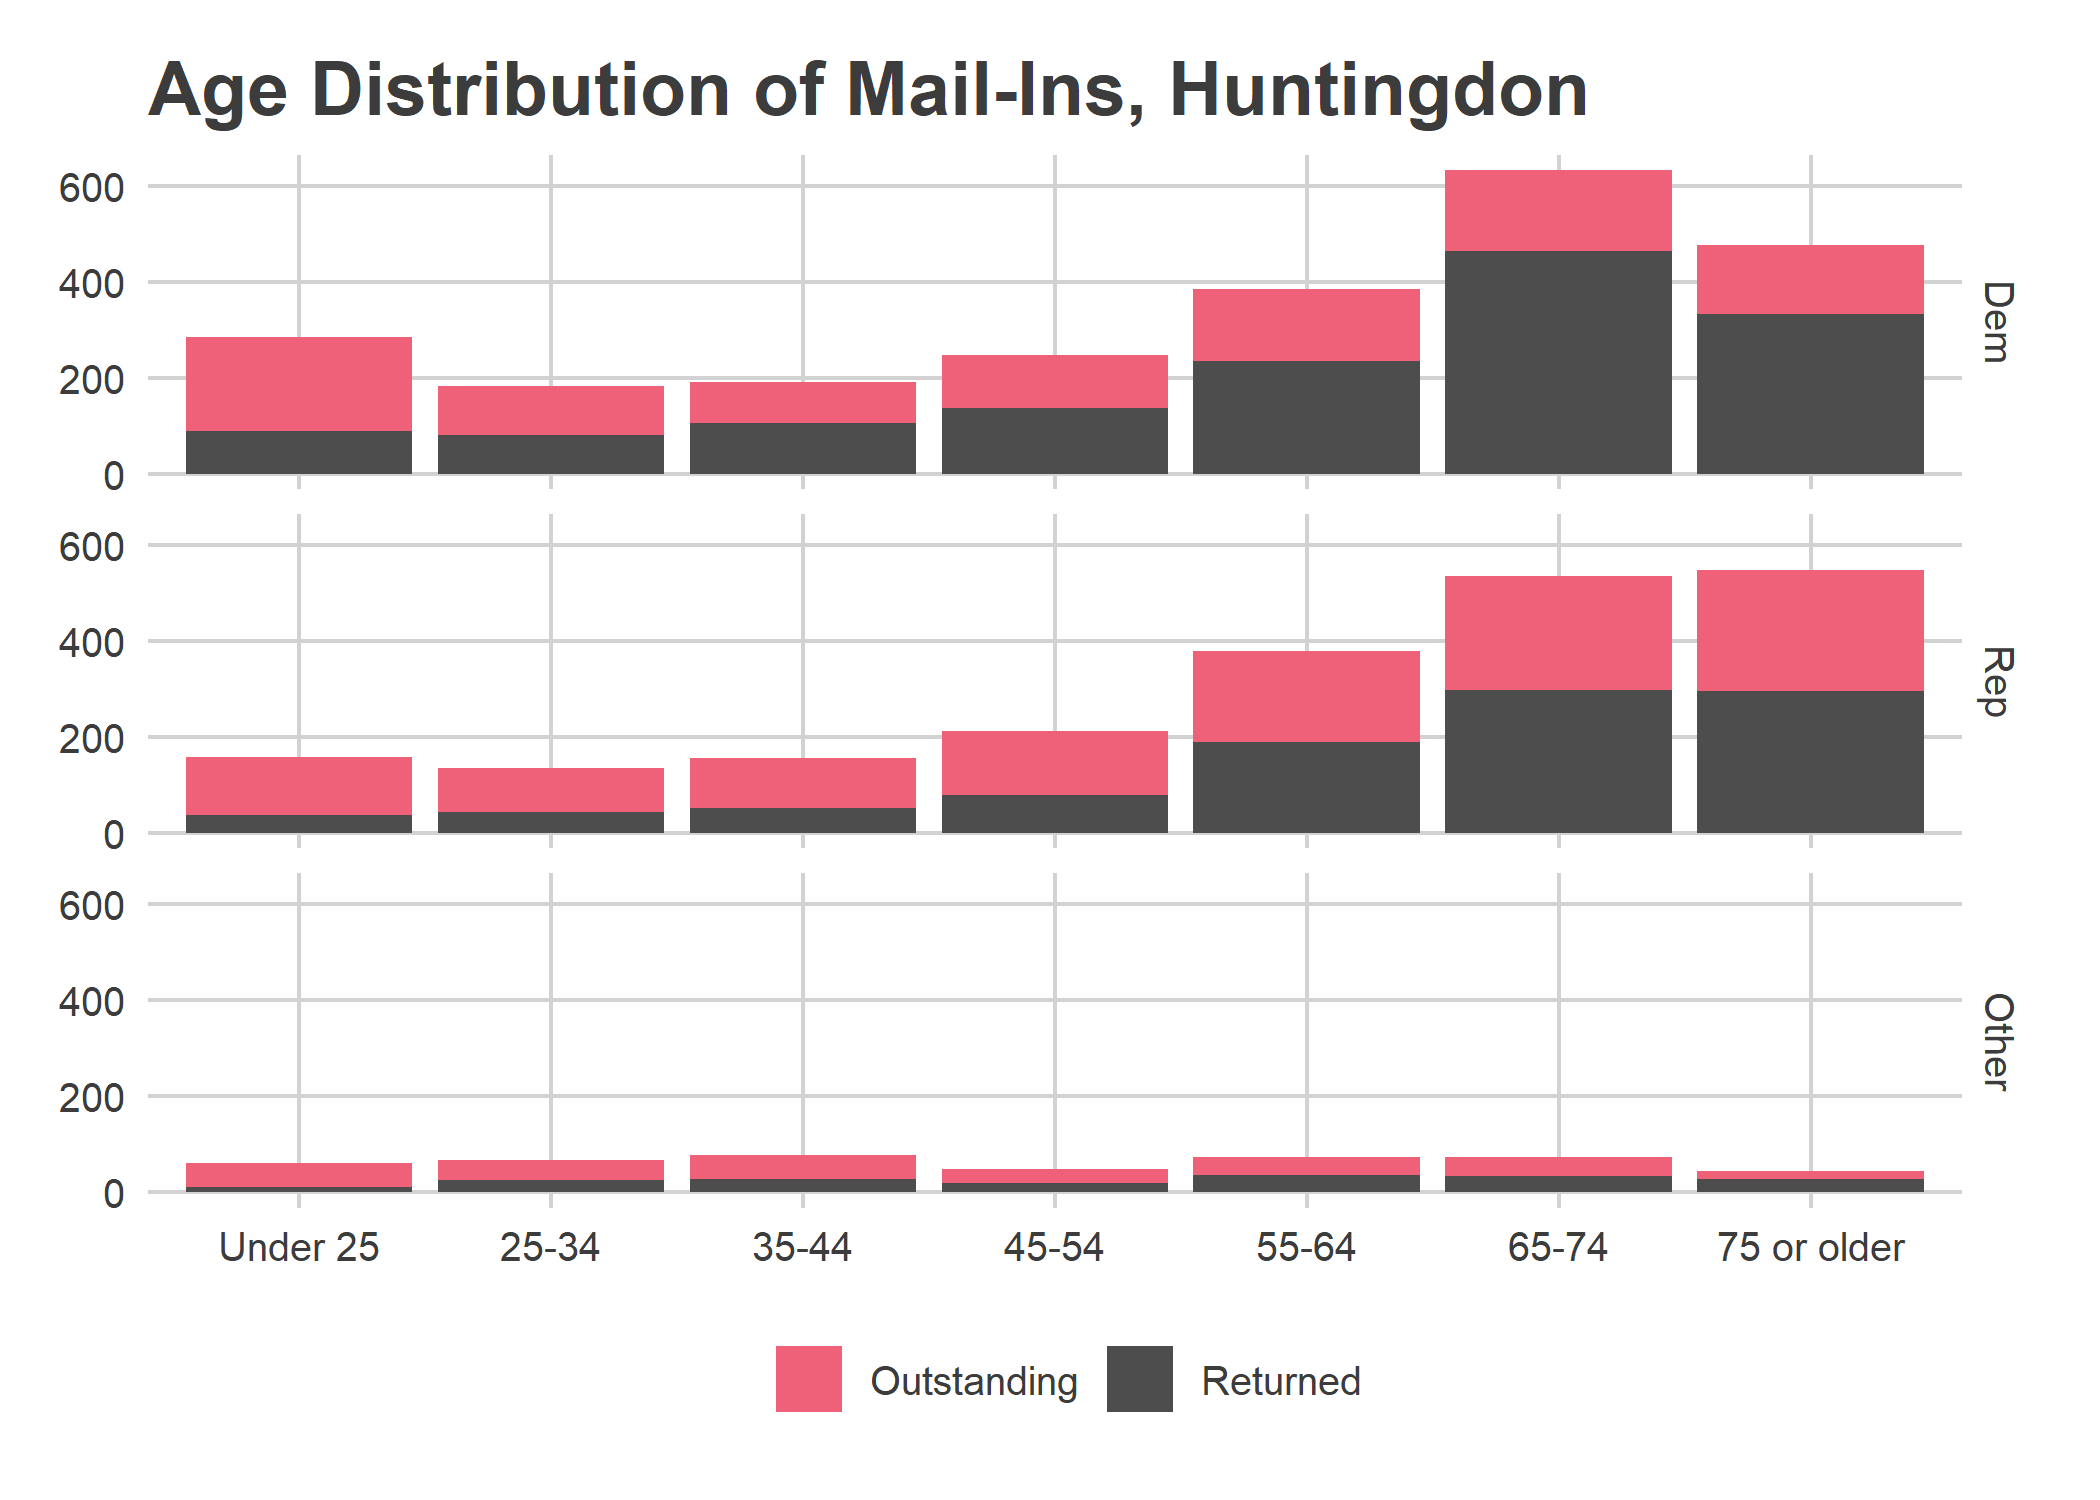 Age Distribution of Mail-Ins, Huntingdon
600
400
200
0
Dem
600
400
200
0
Rep
600
400
200
0
Other
Under 25 25-34 35-44 45-54 55-64 65-74 75 or older
Outstanding Returned